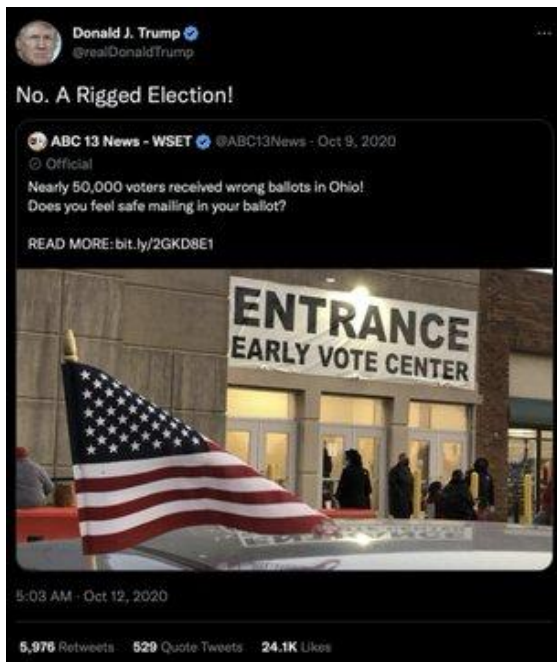 Donald J. Trump
@realDonaldTrump
No. A Rigged Election!
ABC 13 News - WSET @ABC13News · Oct 9, 2020
Official
Nearly 50,000 voters received wrong ballots in Ohio!
Does you feel safe mailing in your ballot?
READ MORE: bit.ly/2GKD8E1
ENTRANCE
EARLY VOTE CENTER
5:03 AM · Oct 12, 2020
5,976 Retweets 529 Quote Tweets 24.1K Likes